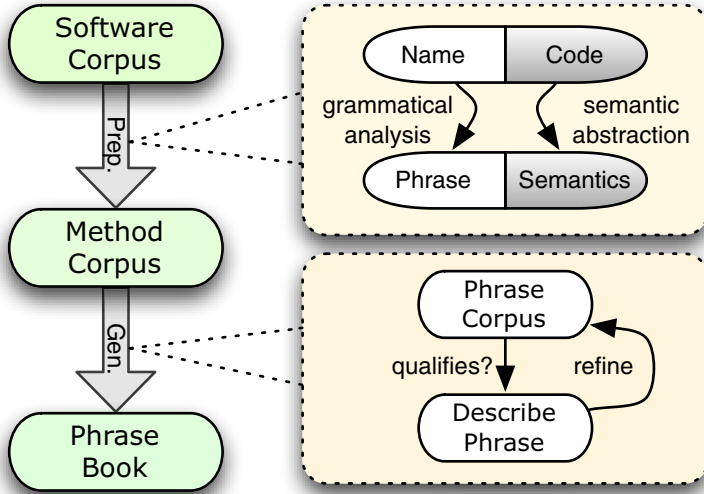 Software
Corpus
Prep.
Method
Corpus
Gen.
Phrase
Book
Name
Code
grammatical
analysis
semantic
abstraction
Phrase
Semantics
Phrase
Corpus
qualifies?
refine
Describe
Phrase